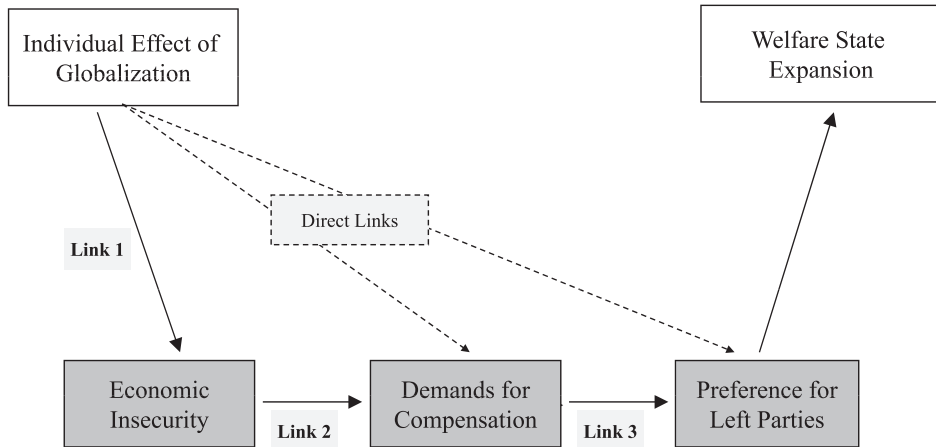 Individual Effect of
Globalization
Welfare State
Expansion
Direct Links
Link 1
Economic
Insecurity
Link 2
Demands for
Compensation
Link 3
Preference for
Left Parties